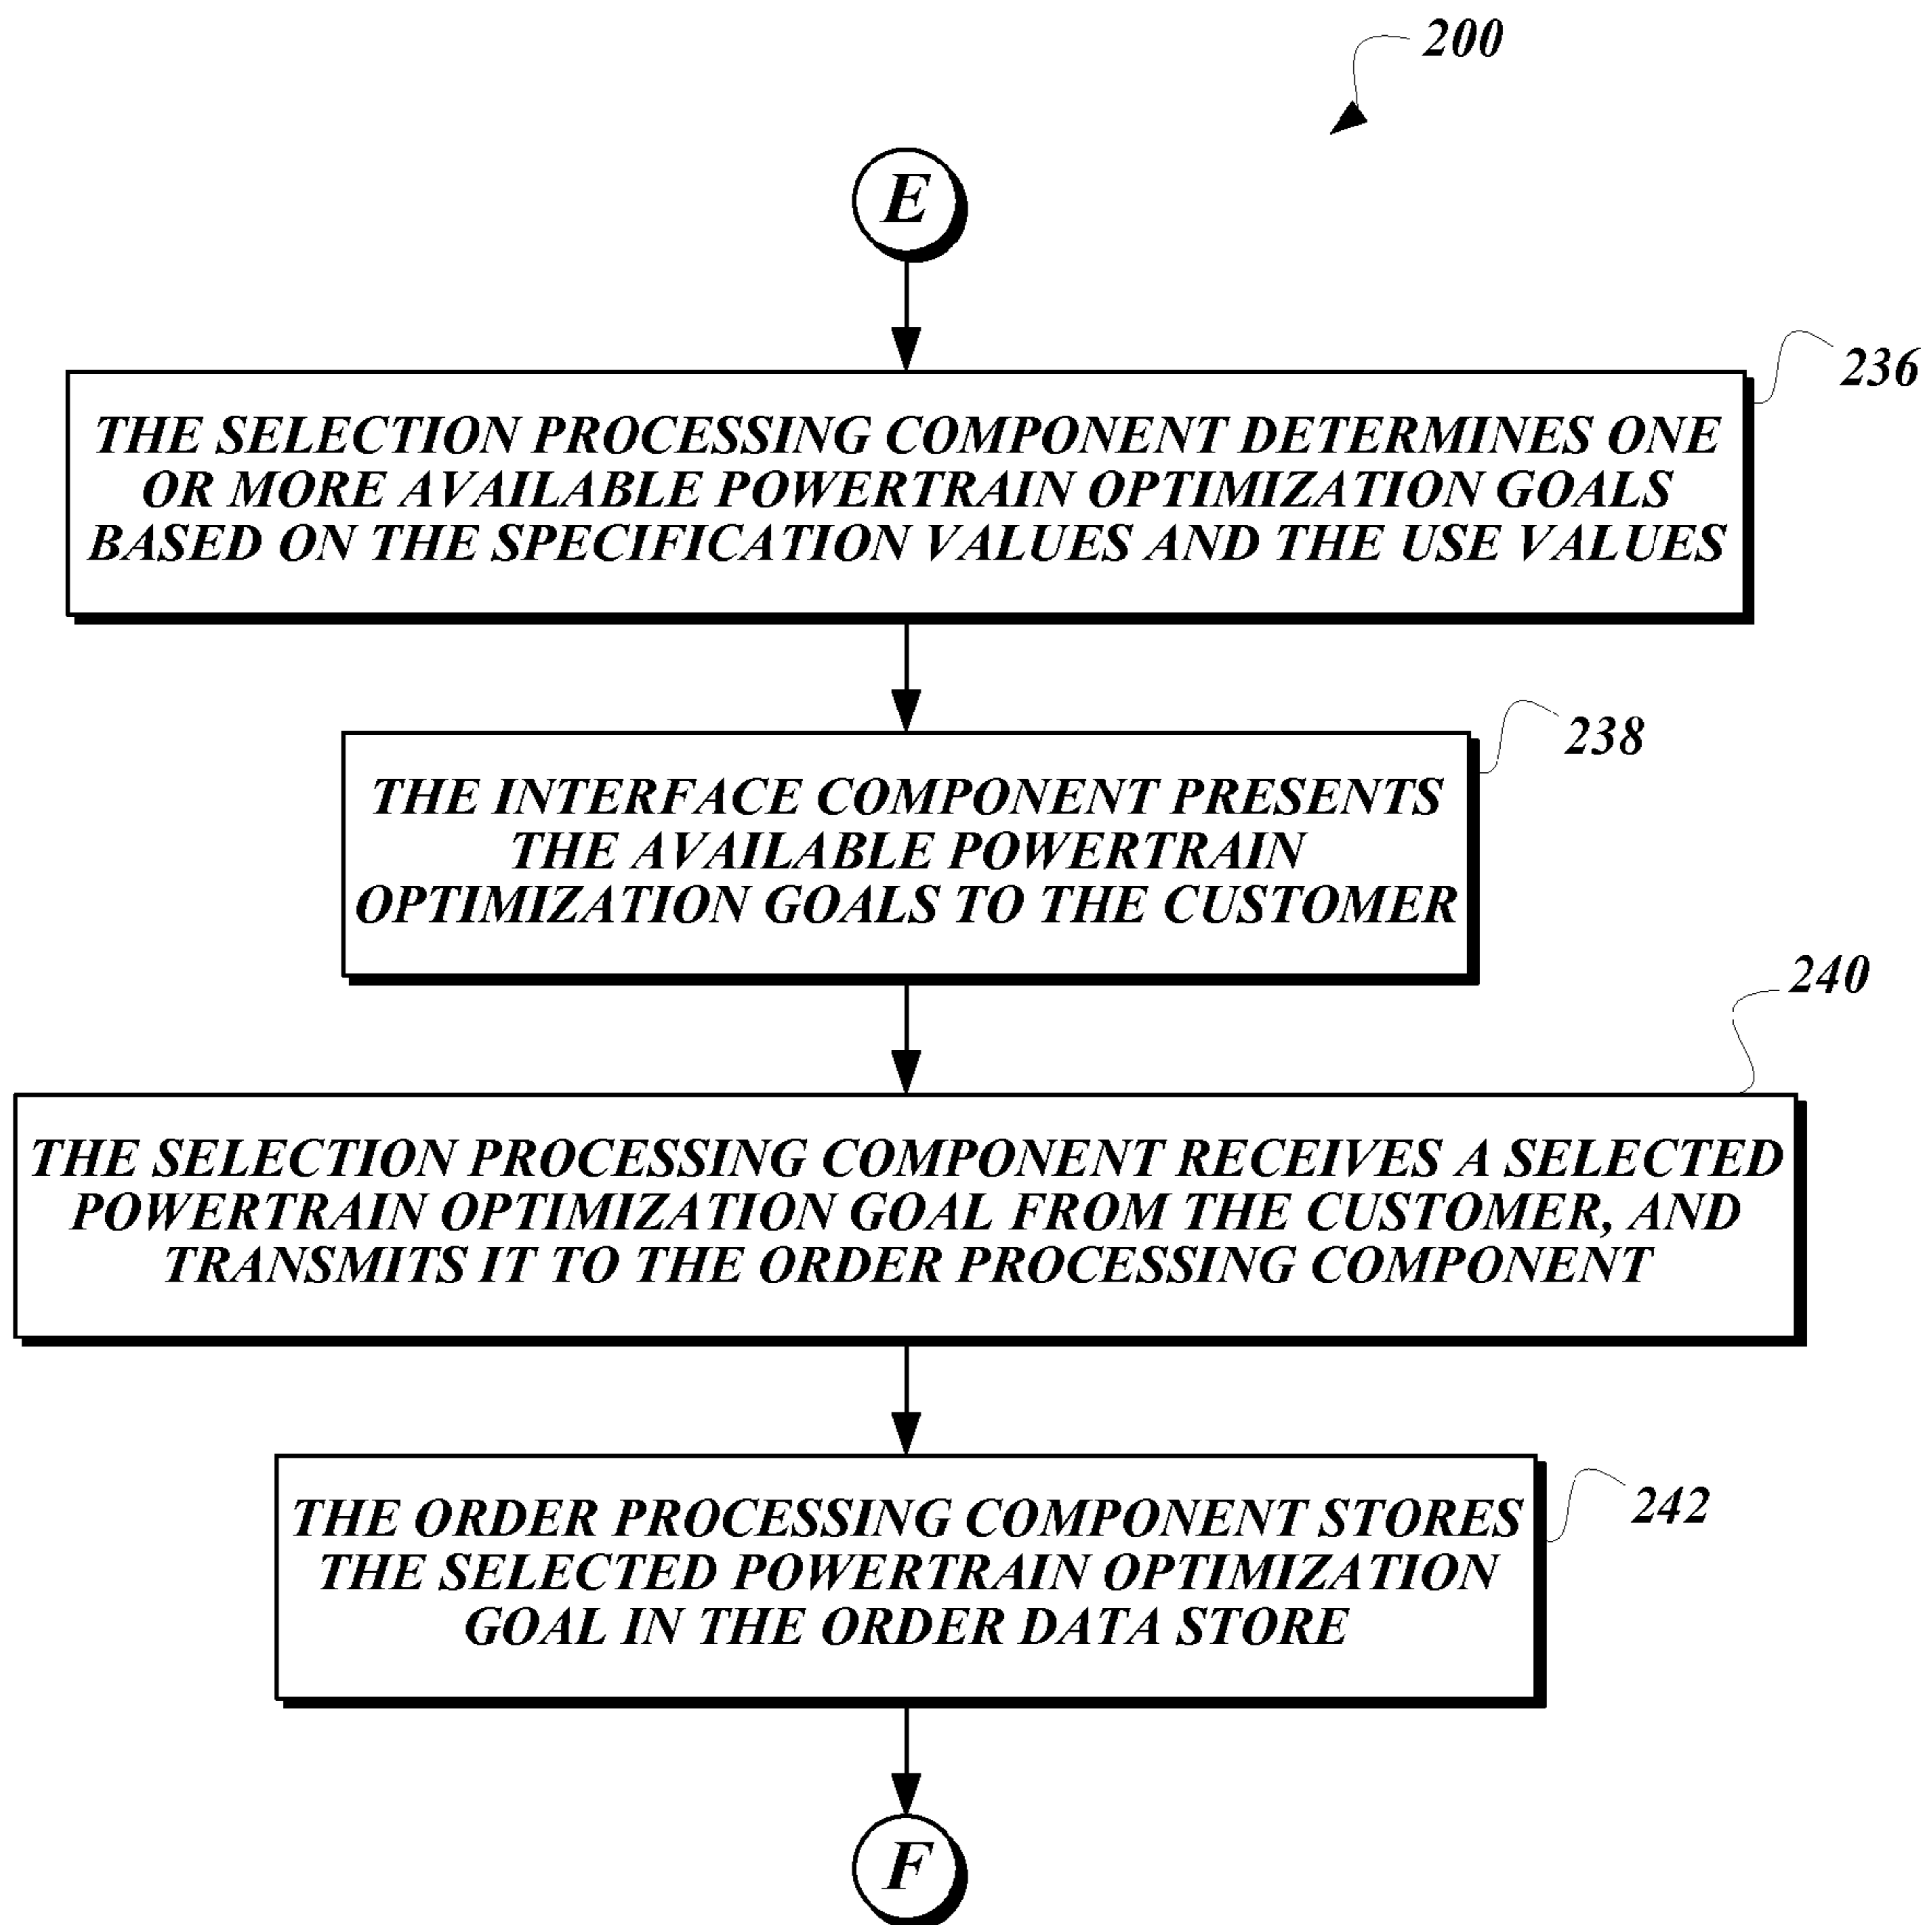 200
E
236
THE SELECTION PROCESSING COMPONENT DETERMINES ONE
OR MORE AVAILABLE POWERTRAIN OPTIMIZATION GOALS
BASED ON THE SPECIFICATION VALUES AND THE USE VALUES
238
THE INTERFACE COMPONENT PRESENTS
THE AVAILABLE POWERTRAIN
OPTIMIZATION GOALS TO THE CUSTOMER
240
THE SELECTION PROCESSING COMPONENT RECEIVES A SELECTED
POWERTRAIN OPTIMIZATION GOAL FROM THE CUSTOMER, AND
TRANSMITS IT TO THE ORDER PROCESSING COMPONENT
242
THE ORDER PROCESSING COMPONENT STORES
THE SELECTED POWERTRAIN OPTIMIZATION
GOAL IN THE ORDER DATA STORE
F